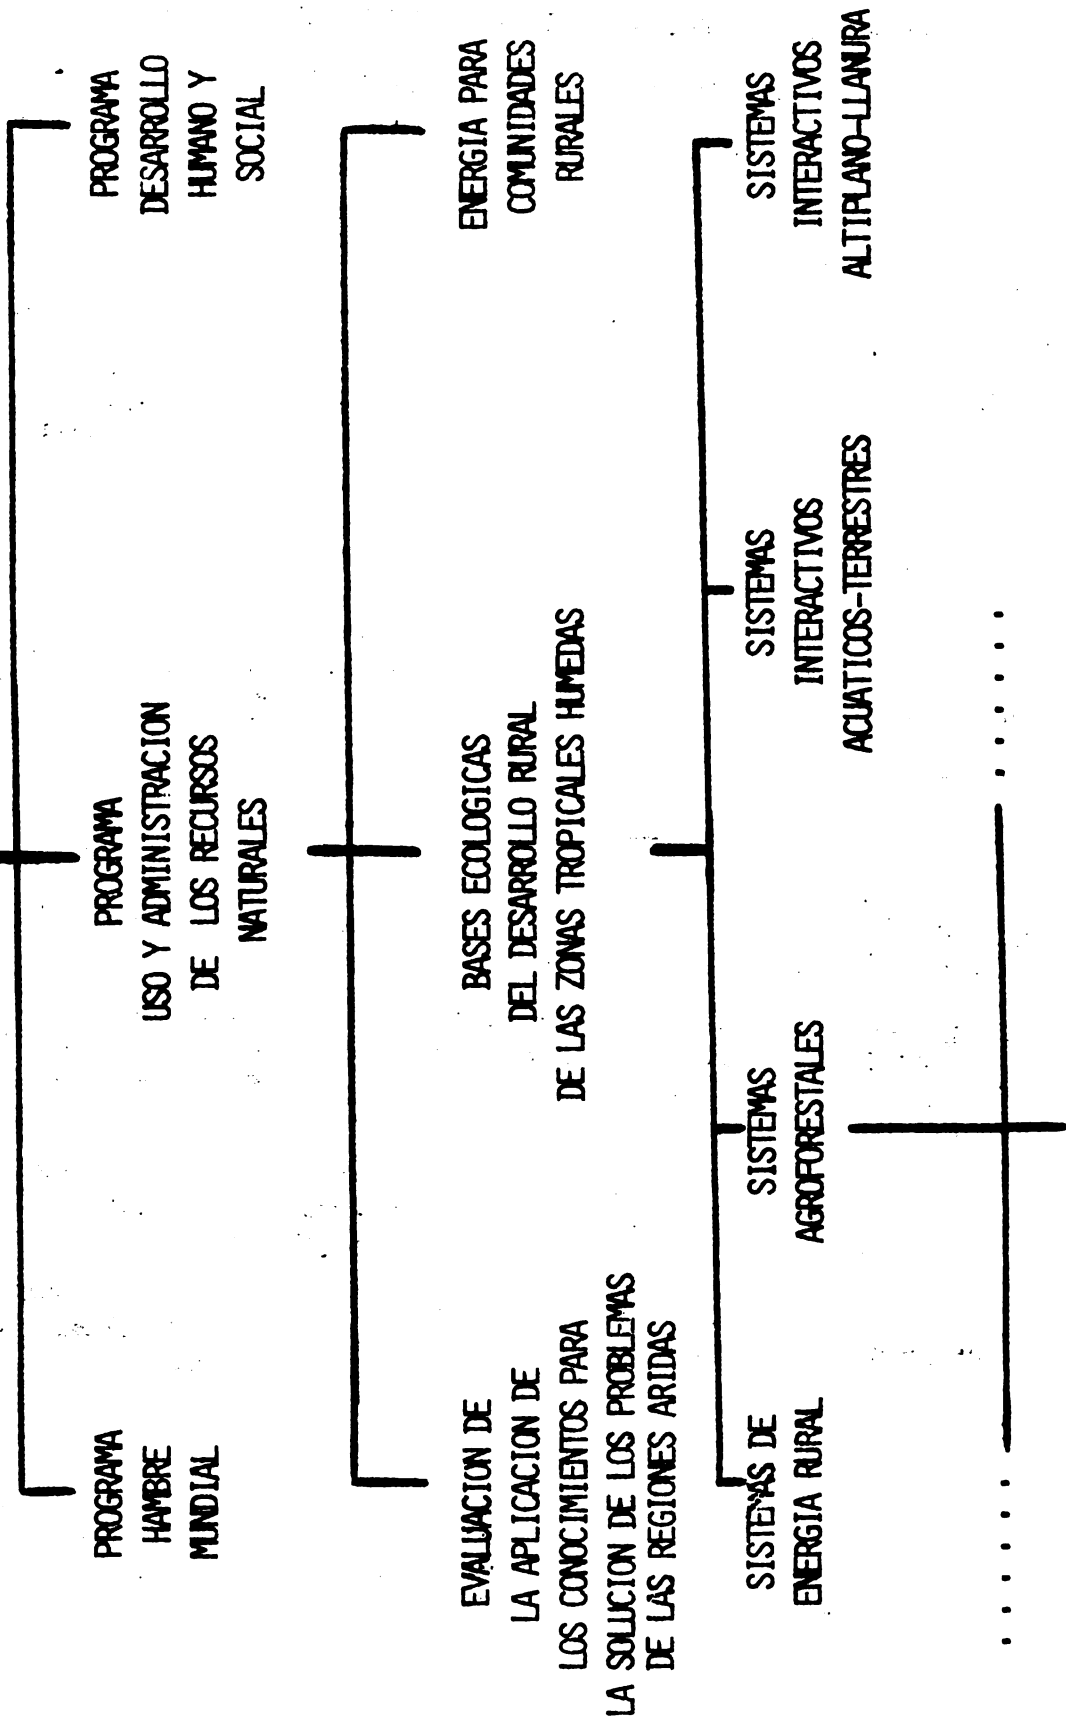 PROGRAMA
HAMBRE
MUNDIAL
PROGRAMA
USO Y ADMINISTRACION
DE LOS RECURSOS
NATURALES
PROGRAMA
DESARROLLO
HUMANO Y
SOCIAL
EVALUACION DE
LA APLICACION DE
LOS CONOCIMIENTOS PARA
LA SOLUCION DE LOS PROBLEMAS
DE LAS REGIONES ARIDAS
BASES ECOLOGICAS
DEL DESARROLLO RURAL
DE LAS ZONAS TROPICALES HUMEDAS
ENERGIA PARA
COMUNIDADES
RURALES
SISTEMAS DE
ENERGIA RURAL
SISTEMAS
AGROFORESTALES
SISTEMAS
INTERACTIVOS
ACUATICOS-TERRESTRES
SISTEMAS
INTERACTIVOS
ALTIPLANO-LLANURA